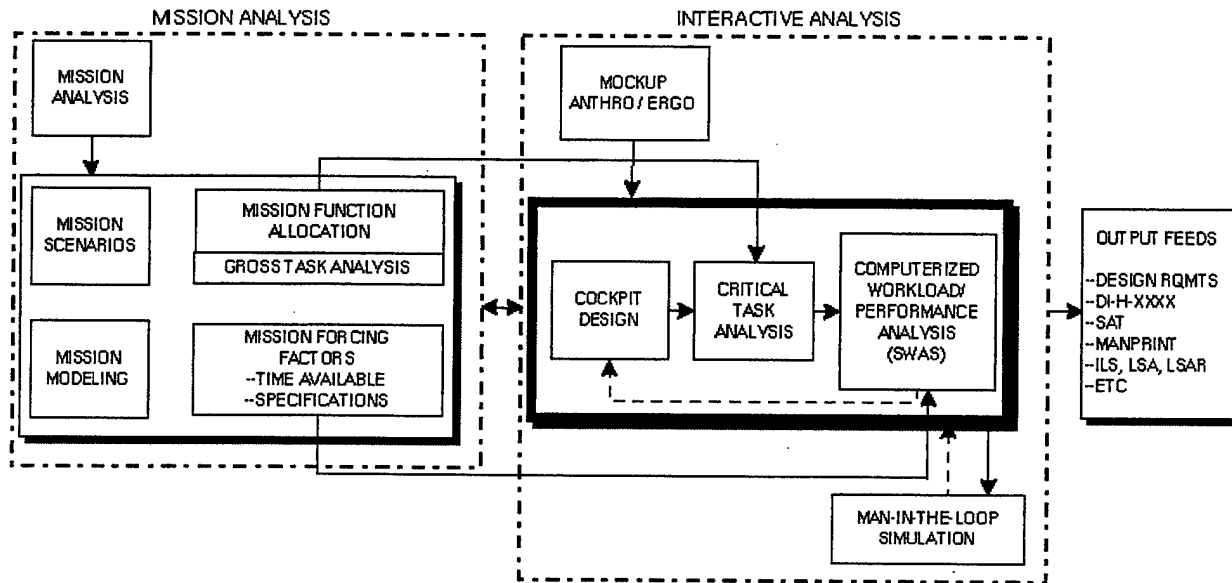 MISSION ANALYSIS
INTERACTIVE ANALYSIS
MISSION
ANALYSIS
MOCKUP
ANTHRO / ERGO
MISSION
SCENARIOS
MISSION FUNCTION
ALLOCATION
GROSS TASK ANALYSIS
MISSION
MODELING
MISSION FORCING
FACTORS
--TIME AVAILABLE
--SPECIFICATIONS
COCKPIT
DESIGN
CRITICAL
TASK
ANALYSIS
COMPUTERIZED
WORKLOAD/
PERFORMANCE
ANALYSIS
(SWAS)
MAN-IN-THE-LOOP
SIMULATION
OUTPUT FEEDS
--DESIGN RQMTS
--DI-H-XXXX
--SAT
--MANPRINT
--ILS, LSA, LSAR
--ETC